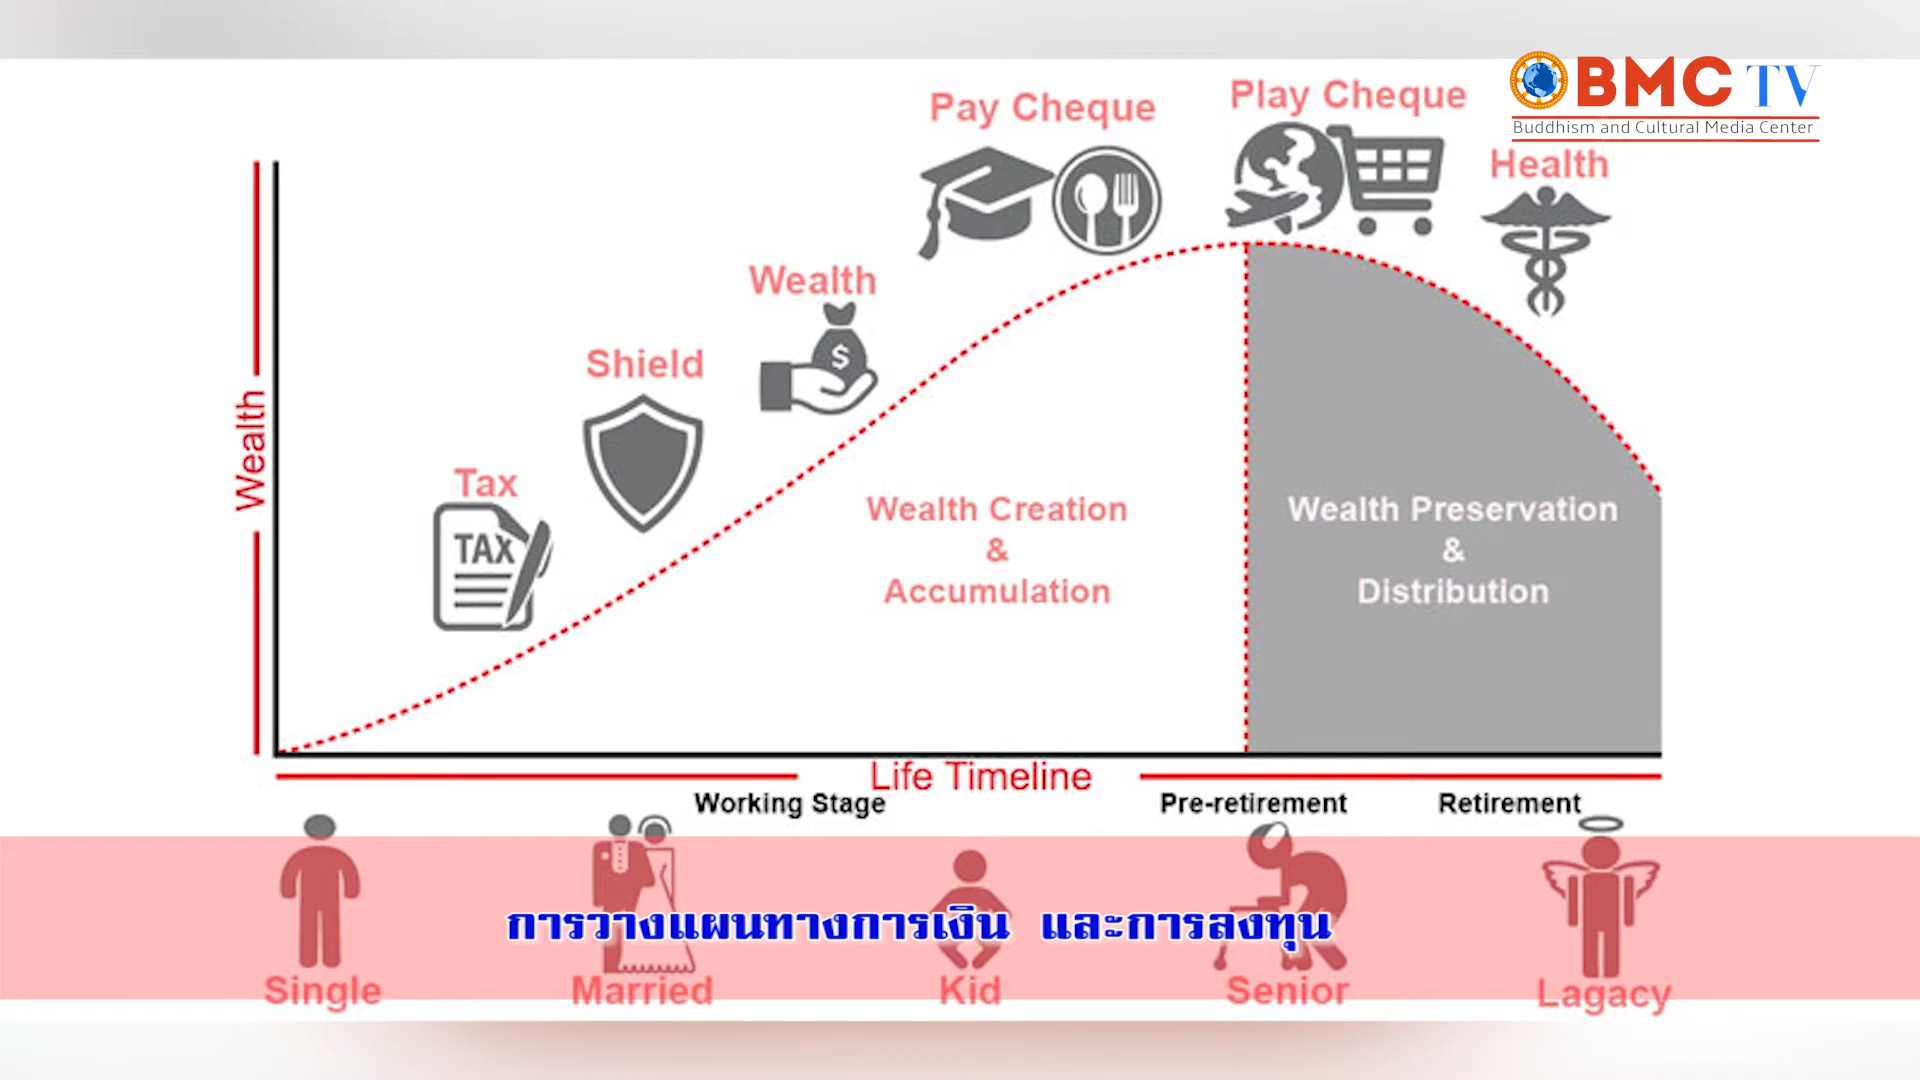 BMC TV
Buddhism and Cultural Media Center
Pay Cheque
Play Cheque
Health
Wealth
$
Shield
Tax
TAX
Wealth
Wealth Creation
&
Accumulation
Wealth Preservation
&
Distribution
Life Timeline
Working Stage
Pre-retirement
Retirement
การวางแผนทางการเงิน และการลงทุน
Single
Married
Kid
Senior
Lagacy